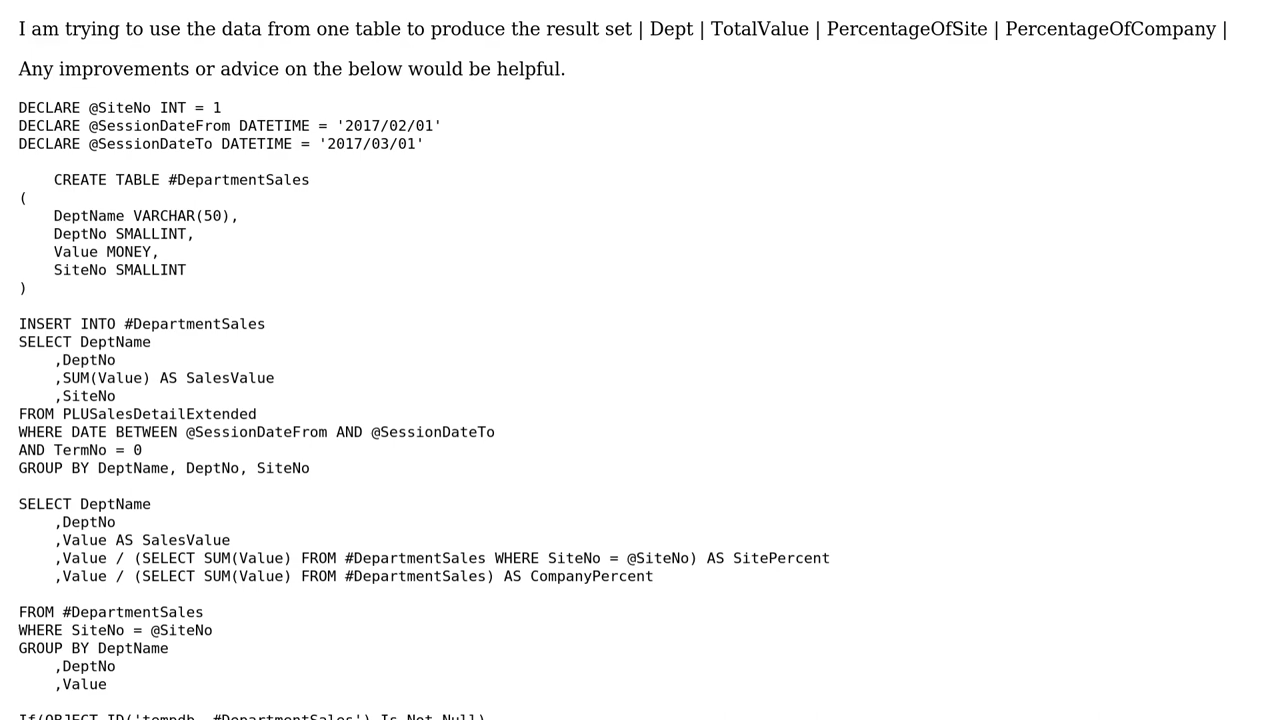 I am trying to use the data from one table to produce the result set | Dept | TotalValue | PercentageOfSite | PercentageOfCompany |
Any improvements or advice on the below would be helpful.
DECLARE @SiteNo INT = 1
DECLARE @SessionDateFrom DATETIME = '2017/02/01'
DECLARE @SessionDateTo DATETIME = '2017/03/01'
CREATE TABLE #DepartmentSales
(
DeptName VARCHAR(50),
DeptNo SMALLINT,
Value MONEY,
SiteNo SMALLINT
)
INSERT INTO #DepartmentSales
SELECT DeptName
,DeptNo
,SUM(Value) AS SalesValue
,SiteNo
FROM PLUSalesDetailExtended
WHERE DATE BETWEEN @SessionDateFrom AND @SessionDateTo
AND TermNo = 0
GROUP BY DeptName, DeptNo, SiteNo
SELECT DeptName
,DeptNo
,Value AS SalesValue
,Value / (SELECT SUM(Value) FROM #DepartmentSales WHERE SiteNo = @SiteNo) AS SitePercent
,Value / (SELECT SUM(Value) FROM #DepartmentSales) AS CompanyPercent
FROM #DepartmentSales
WHERE SiteNo = @SiteNo
GROUP BY DeptName
,DeptNo
,Value